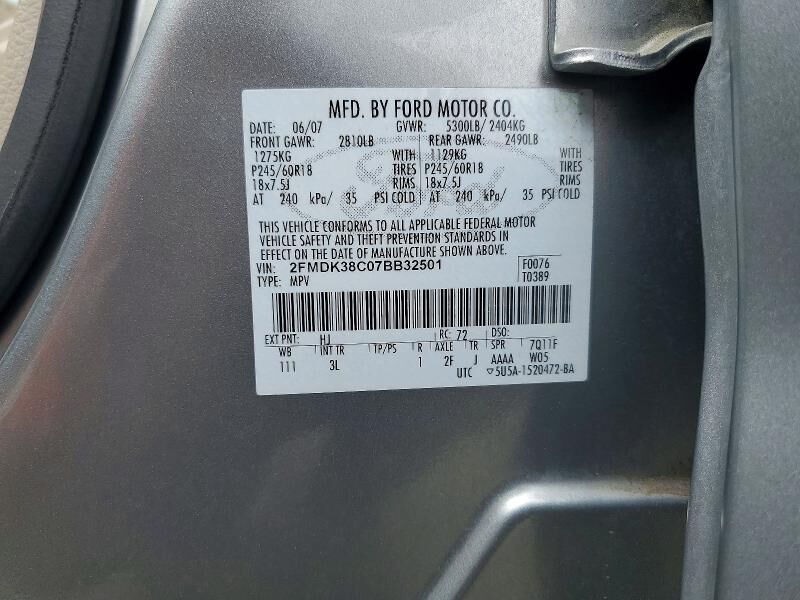 MFD. BY FORD MOTOR CO.
DATE: 06/07 GVWR: 5300LB/ 2404KG
FRONT GAWR: 2810LB REAR GAWR: 2490LB
1275KG WITH 1129KG WITH
P245/60R18 TIRES P245/60R18 TIRES
18x7.5J RIMS 18x7.5J RIMS
AT 240 kPa/ 35 PSI COLD AT 240 kPa/ 35 PSI COLD
THIS VEHICLE CONFORMS TO ALL APPLICABLE FEDERAL MOTOR
VEHICLE SAFETY AND THEFT PREVENTION STANDARDS IN
EFFECT ON THE DATE OF MANUFACTURE SHOWN ABOVE.
VIN: 2FMDK38C07BB32501 F0076
TYPE: MPV T0389
EXT PNT: HJ RC: 72 DSO:
WB INT TR TP/PS R AXLE TR SPR 7Q11F
111 3L 1 2F J AAAA W05
UTC ▽5U5A-1520472-BA
Ford